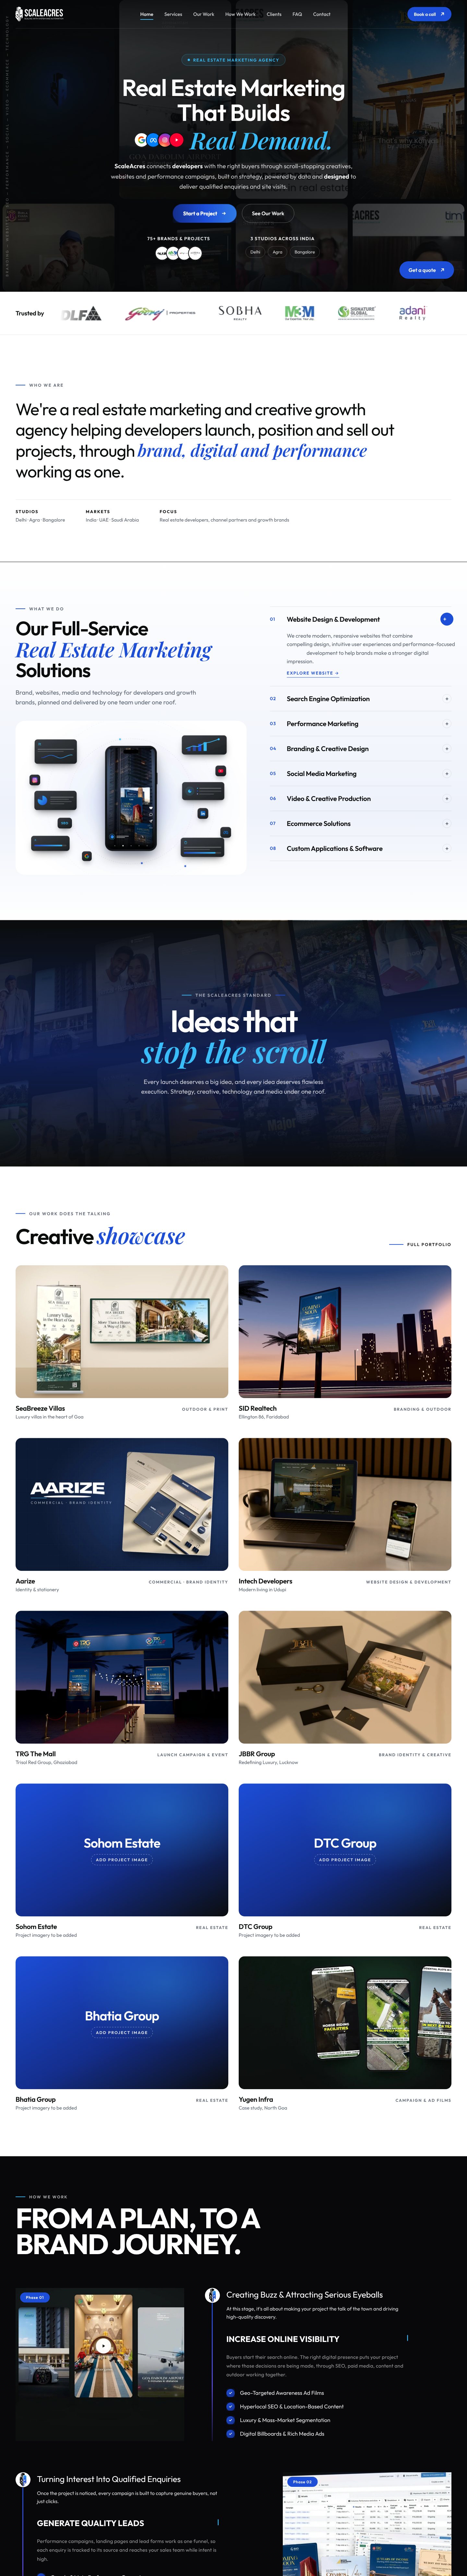 SCALEACRES
Home
Services
Our Work
How We Work
Clients
FAQ
Contact
Book a call
REAL ESTATE MARKETING AGENCY
Real Estate Marketing
That Builds
Real Demand.
ScaleAcres connects developers with the right buyers through scroll-stopping creatives,
websites and performance campaigns, built on strategy, powered by data and designed to
deliver qualified enquiries and site visits.
Start a Project
See Our Work
75+ BRANDS & PROJECTS
3 STUDIOS ACROSS INDIA
Delhi
Agra
Bangalore
Get a quote
Trusted by
DLF
Godrej PROPERTIES
SOBHA
REALTY
M3M
SIGNATURE
GLOBAL
adani
Realty
WHO WE ARE
We're a real estate marketing and creative growth
agency helping developers launch, position and sell out
projects, through brand, digital and performance
working as one.
STUDIOS
Delhi · Agra · Bangalore
MARKETS
India · UAE · Saudi Arabia
FOCUS
Real estate developers, channel partners and growth brands
WHAT WE DO
Our Full-Service
Real Estate Marketing
Solutions
Brand, websites, media and technology for developers and growth
brands, planned and delivered by one team under one roof.
01 Website Design & Development
We create modern, responsive websites that combine
compelling design, intuitive user experiences and performance-focused
development to help brands make a stronger digital
impression.
EXPLORE WEBSITE
02 Search Engine Optimization
03 Performance Marketing
04 Branding & Creative Design
05 Social Media Marketing
06 Video & Creative Production
07 Ecommerce Solutions
08 Custom Applications & Software
THE SCALEACRES STANDARD
Ideas that
stop the scroll
Every launch deserves a big idea, and every idea deserves flawless
execution. Strategy, creative, technology and media under one roof.
OUR WORK DOES THE TALKING
Creative showcase
FULL PORTFOLIO
SeaBreeze Villas
OUTDOOR & PRINT
Luxury villas in the heart of Goa
COMING
SOON
SID Realtech
BRANDING & OUTDOOR
Ellington 86, Faridabad
AARIZE
COMMERCIAL · BRAND IDENTITY
Aarize
COMMERCIAL · BRAND IDENTITY
Identity & stationery
Intech Developers
WEBSITE DESIGN & DEVELOPMENT
Modern living in Udupi
TRG The Mall
LAUNCH CAMPAIGN & EVENT
Trisol Red Group, Ghaziabad
JBBR Group
BRAND IDENTITY & CREATIVE
Redefining Luxury, Lucknow
Sohom Estate
ADD PROJECT IMAGE
Sohom Estate
REAL ESTATE
Project imagery to be added
DTC Group
ADD PROJECT IMAGE
DTC Group
REAL ESTATE
Project imagery to be added
Bhatia Group
ADD PROJECT IMAGE
Bhatia Group
REAL ESTATE
Project imagery to be added
HORSE RIDING
FACILITIES
Yugen Infra
CAMPAIGN & AD FILMS
Case study, North Goa
HOW WE WORK
FROM A PLAN, TO A
BRAND JOURNEY.
Phase 01
Creating Buzz & Attracting Serious Eyeballs
At this stage, it's all about making your project the talk of the town and driving
high-quality discovery.
INCREASE ONLINE VISIBILITY
Buyers start their search online. The right digital presence puts your project
where those decisions are being made, through SEO, paid media, content and
outdoor working together.
Geo-Targeted Awareness Ad Films
Hyperlocal SEO & Location-Based Content
Luxury & Mass-Market Segmentation
Digital Billboards & Rich Media Ads
Turning Interest Into Qualified Enquiries
Once the project is noticed, every campaign is built to capture genuine buyers, not
just clicks.
GENERATE QUALITY LEADS
Performance campaigns, landing pages and lead forms work as one funnel, so
each enquiry is tracked to its source and reaches your sales team while intent is
high.
Phase 02